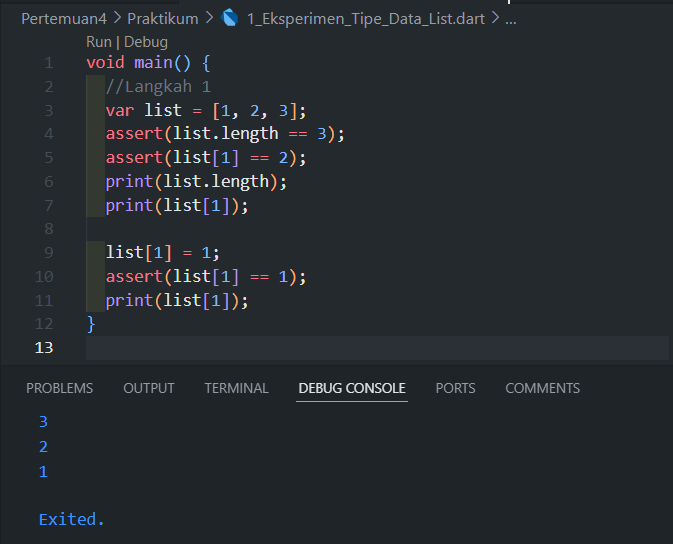 Pertemuan4 > Praktikum > 1_Eksperimen_Tipe_Data_List.dart > ...
Run | Debug
1 void main() {
2   //Langkah 1
3   var list = [1, 2, 3];
4   assert(list.length == 3);
5   assert(list[1] == 2);
6   print(list.length);
7   print(list[1]);
8
9   list[1] = 1;
10   assert(list[1] == 1);
11   print(list[1]);
12 }
13
PROBLEMS OUTPUT TERMINAL DEBUG CONSOLE PORTS COMMENTS
3
2
1
Exited.